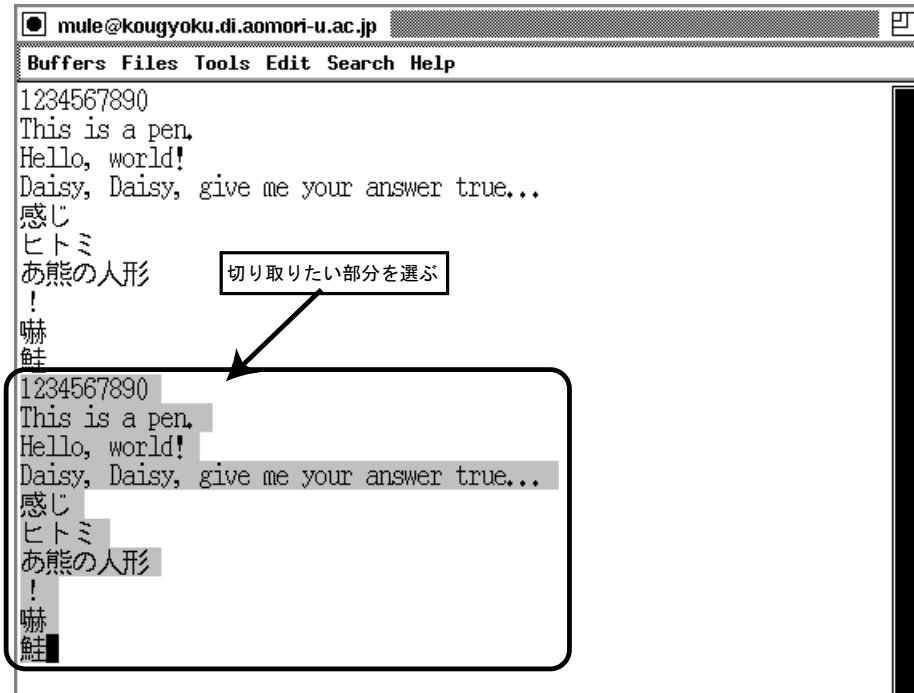 mule@kougyoku.di.aomori-u.ac.jp
Buffers Files Tools Edit Search Help
1234567890
This is a pen.
Hello, world!
Daisy, Daisy, give me your answer true...
感じ
ヒトミ
あ熊の人形
！
嚇
鮭
切り取りたい部分を選ぶ
1234567890
This is a pen.
Hello, world!
Daisy, Daisy, give me your answer true...
感じ
ヒトミ
あ熊の人形
！
嚇
鮭